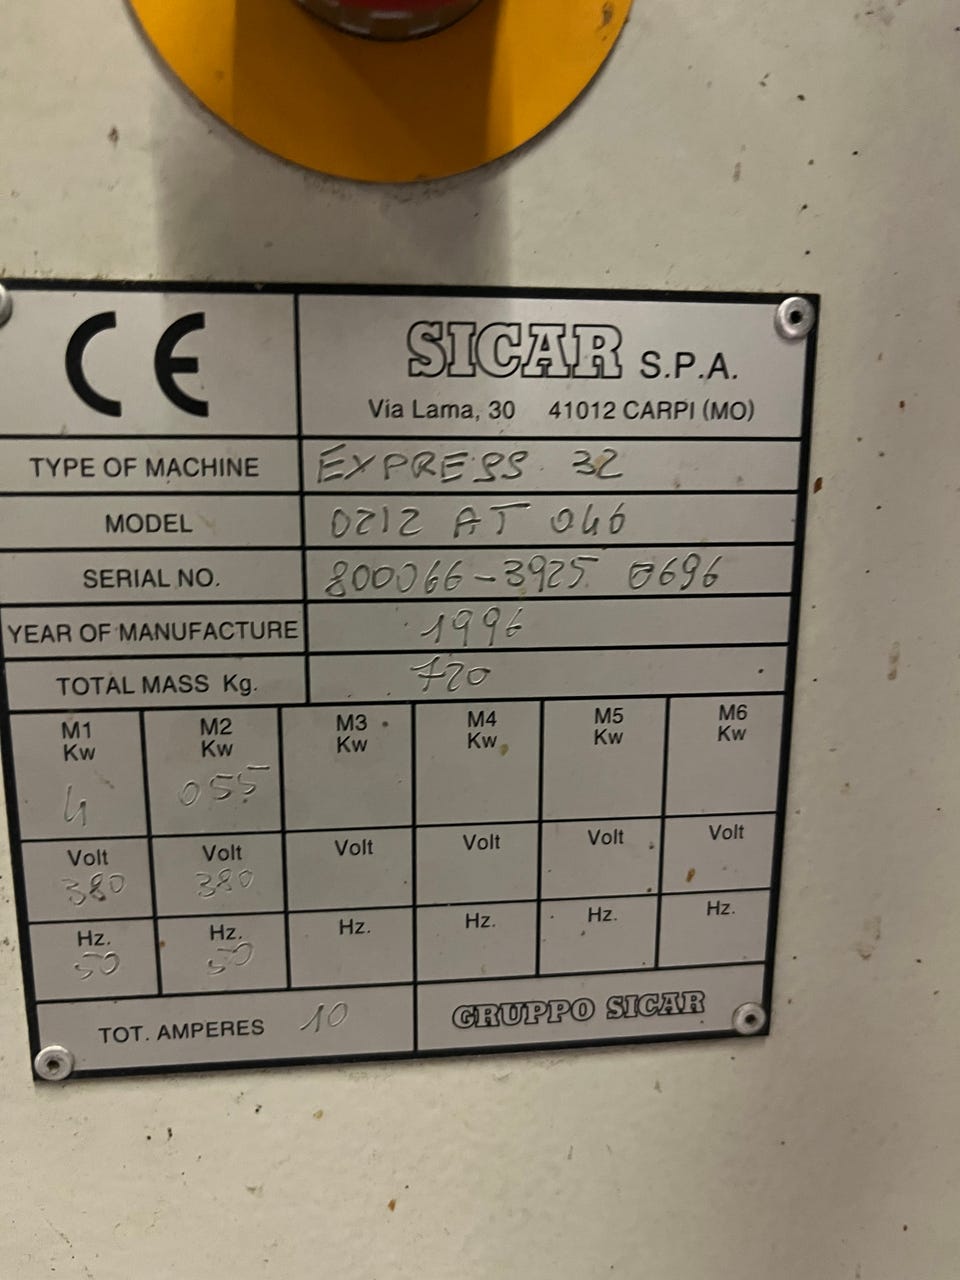 CE
SICAR S.P.A.
Via Lama, 30 41012 CARPI (MO)
TYPE OF MACHINE EXPRESS 32
MODEL 0212 AT 046
SERIAL NO. 800066-3925 0696
YEAR OF MANUFACTURE 1996
TOTAL MASS Kg. 720
M1 M2 M3 M4 M5 M6
Kw Kw Kw Kw Kw Kw
4 055
Volt Volt Volt Volt Volt Volt
380 380
Hz. Hz. Hz. Hz. Hz. Hz.
50 50
TOT. AMPERES 10 GRUPPO SICAR